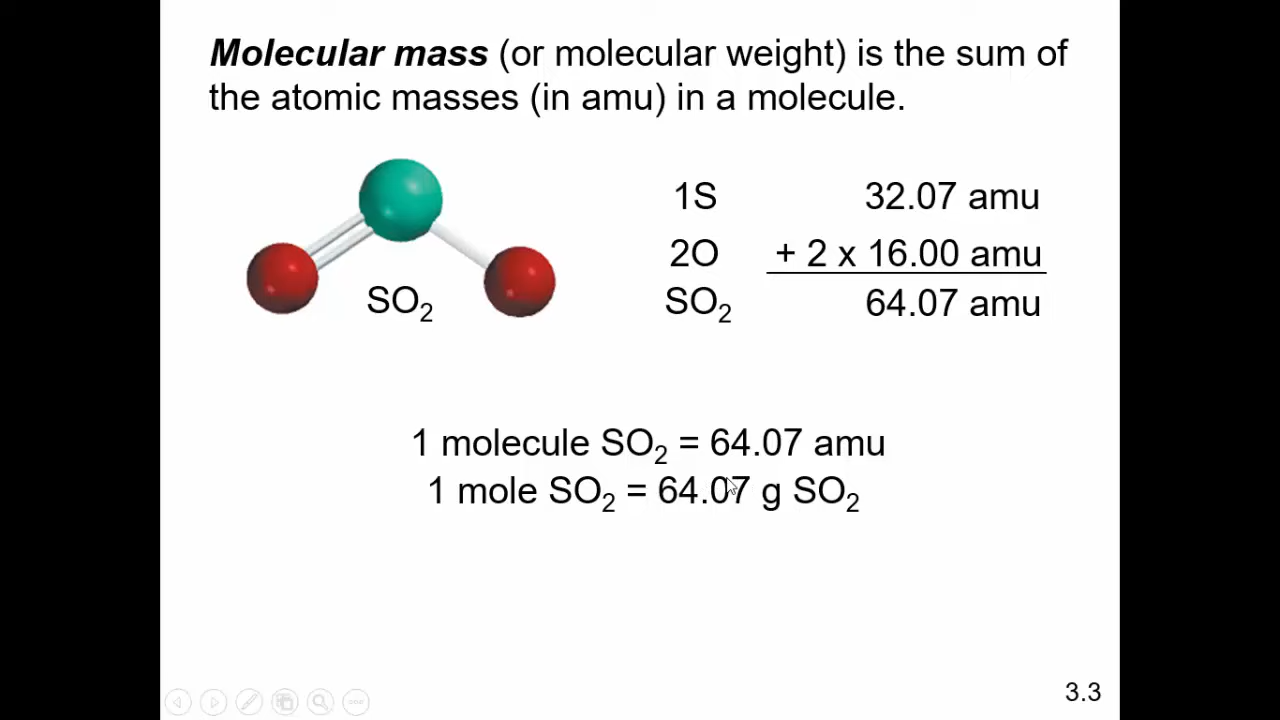 Molecular mass (or molecular weight) is the sum of
the atomic masses (in amu) in a molecule.
SO₂
1S 32.07 amu
2O + 2 x 16.00 amu
SO₂ 64.07 amu
1 molecule SO₂ = 64.07 amu
1 mole SO₂ = 64.07 g SO₂
3.3